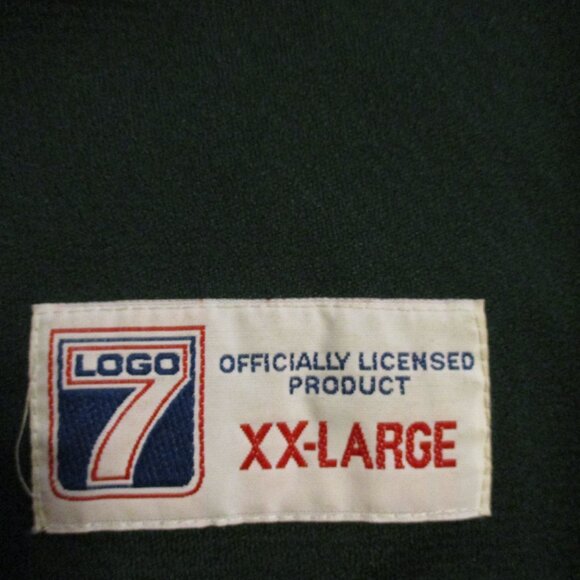 LOGO
7
OFFICIALLY LICENSED
PRODUCT
XX-LARGE